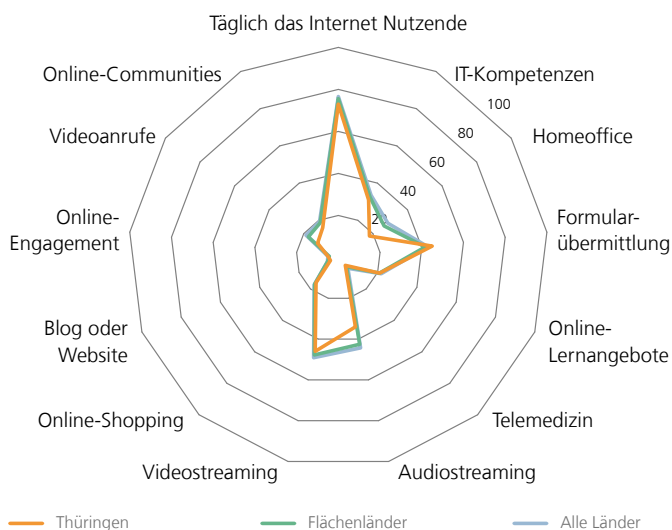 Täglich das Internet Nutzende
Online-Communities
IT-Kompetenzen
100
Videoanrufe
80
Homeoffice
60
40
20
Online-
Engagement
Formular-
übermittlung
Blog oder
Website
Online-
Lernangebote
Online-Shopping
Telemedizin
Videostreaming
Audiostreaming
Thüringen
Flächenländer
Alle Länder